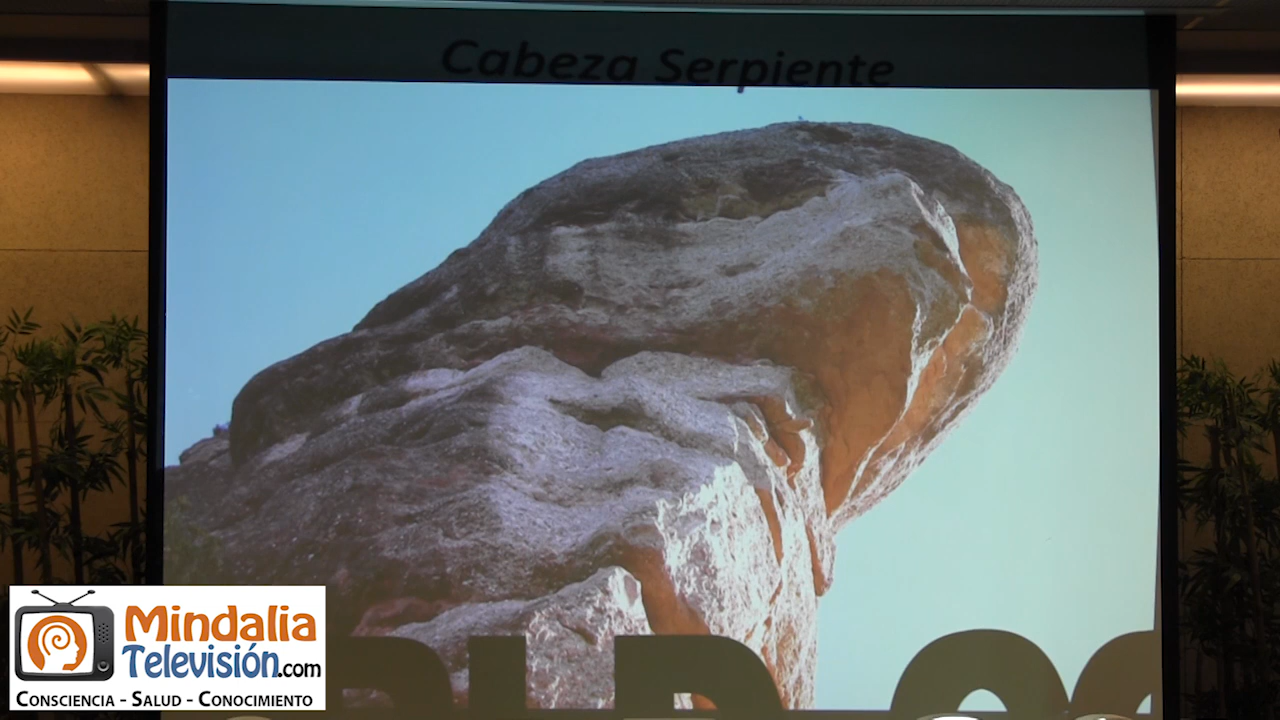 Cabeza Serpiente
Mindalia
Televisión.com
CONSCIENCIA - SALUD - CONOCIMIENTO